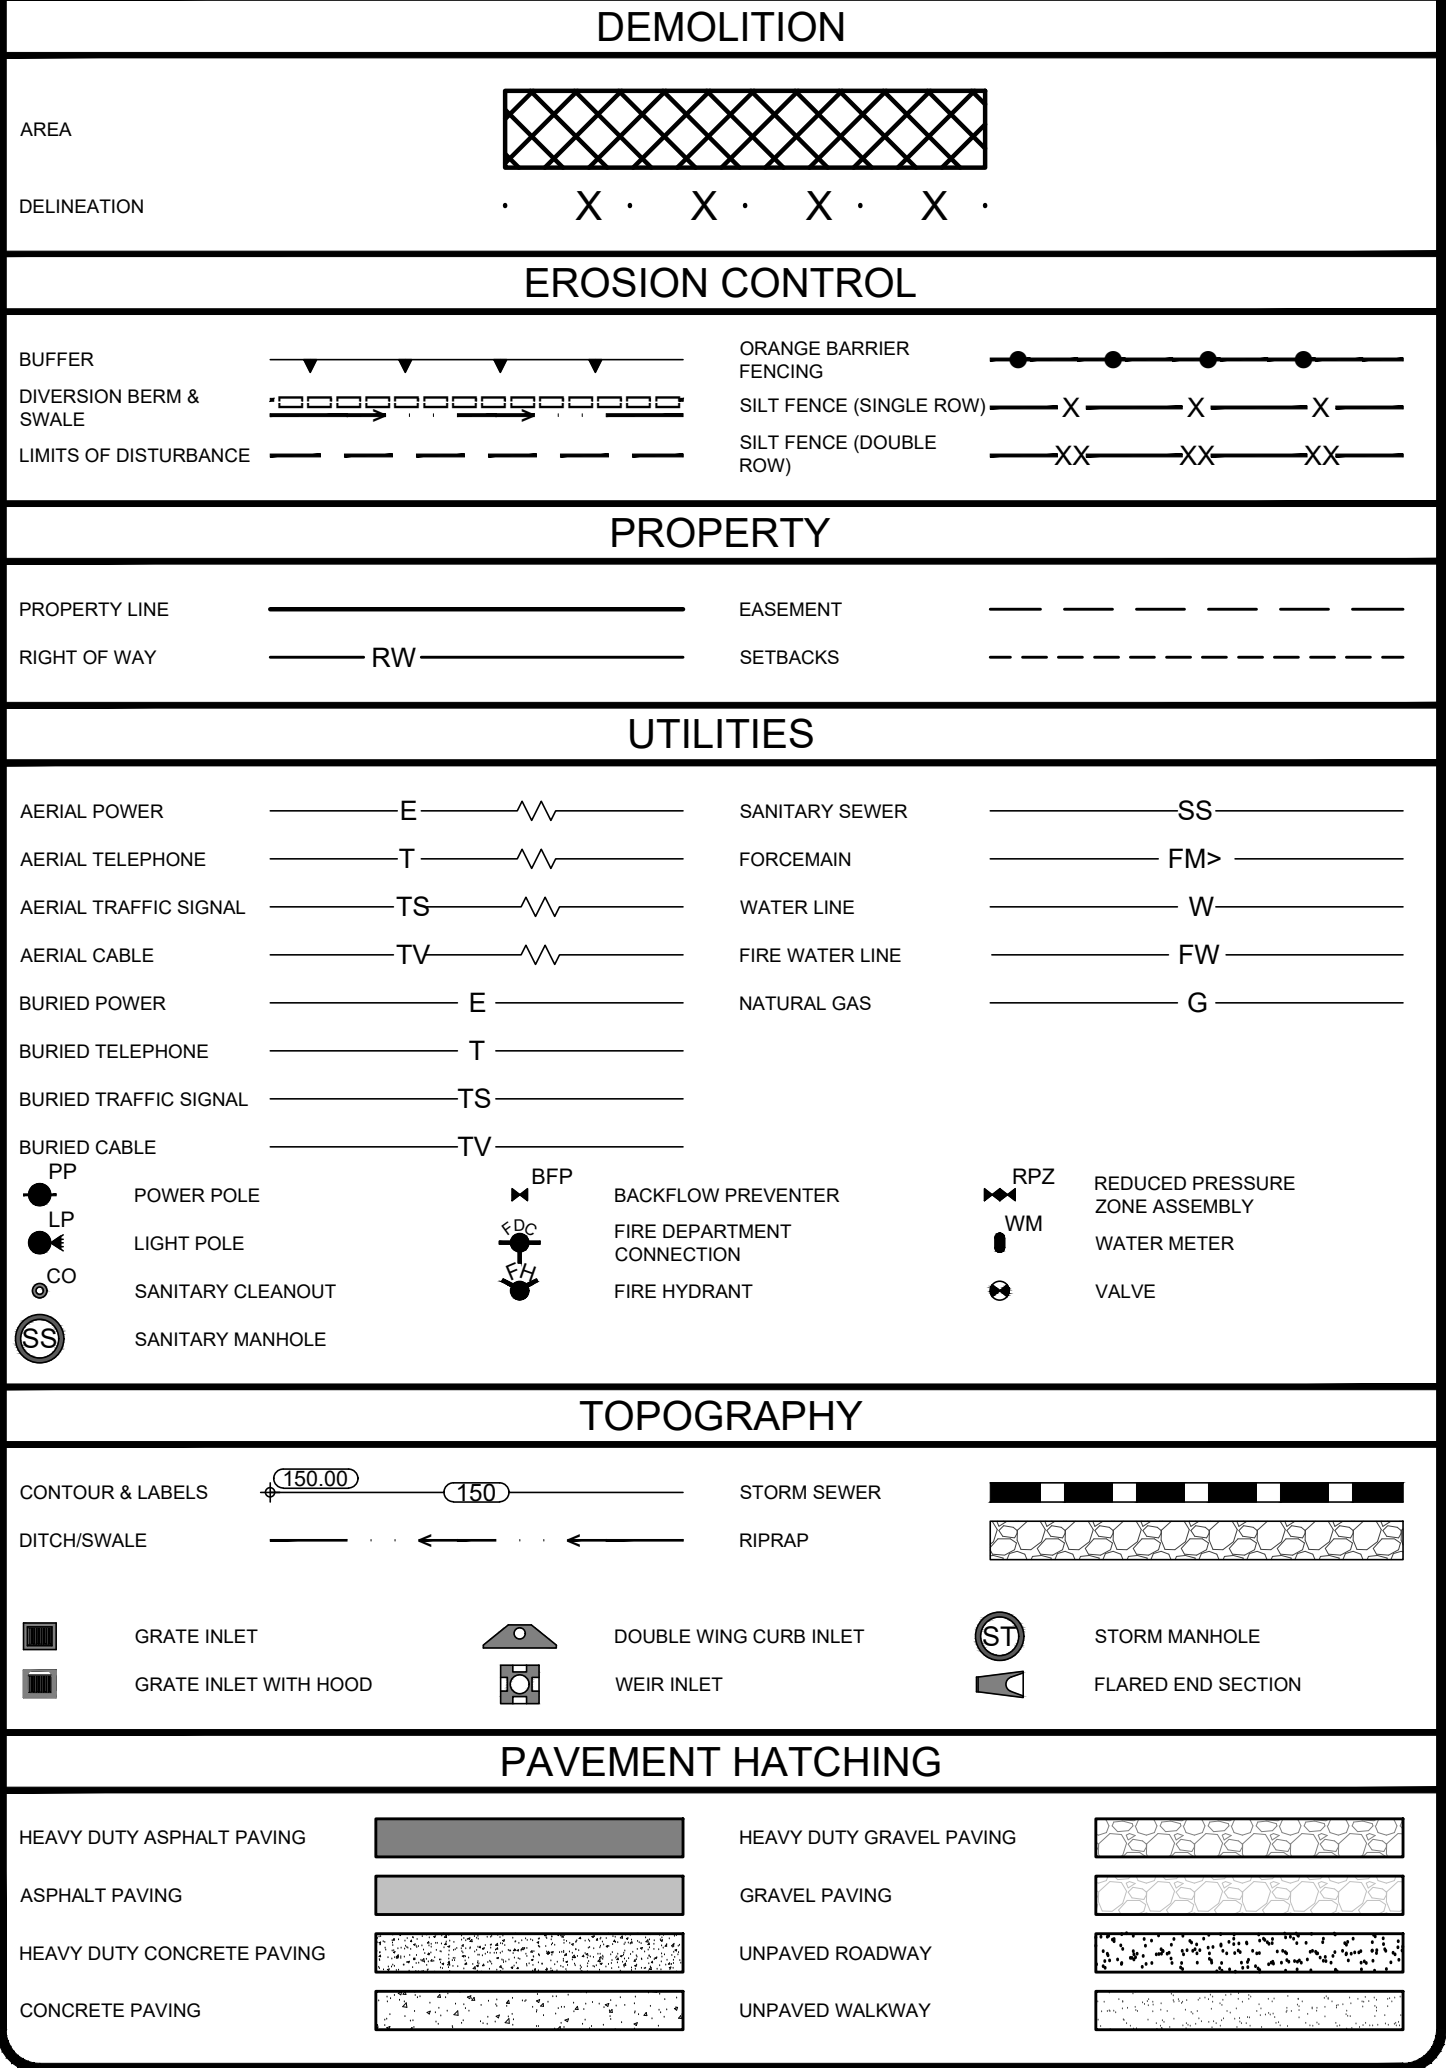 DEMOLITION
AREA
DELINEATION
· X · X · X · X ·
EROSION CONTROL
BUFFER
DIVERSION BERM &
SWALE
LIMITS OF DISTURBANCE
ORANGE BARRIER
FENCING
SILT FENCE (SINGLE ROW)
X X X
SILT FENCE (DOUBLE
ROW)
XX XX XX
PROPERTY
PROPERTY LINE
RIGHT OF WAY
RW
EASEMENT
SETBACKS
UTILITIES
AERIAL POWER
E
AERIAL TELEPHONE
T
AERIAL TRAFFIC SIGNAL
TS
AERIAL CABLE
TV
BURIED POWER
E
BURIED TELEPHONE
T
BURIED TRAFFIC SIGNAL
TS
BURIED CABLE
TV
SANITARY SEWER
SS
FORCEMAIN
FM>
WATER LINE
W
FIRE WATER LINE
FW
NATURAL GAS
G
PP
POWER POLE
LP
LIGHT POLE
CO
SANITARY CLEANOUT
SS
SANITARY MANHOLE
BFP
BACKFLOW PREVENTER
FDC
FIRE DEPARTMENT
CONNECTION
FH
FIRE HYDRANT
RPZ
REDUCED PRESSURE
ZONE ASSEMBLY
WM
WATER METER
VALVE
TOPOGRAPHY
CONTOUR & LABELS
150.00
150
DITCH/SWALE
STORM SEWER
RIPRAP
GRATE INLET
GRATE INLET WITH HOOD
DOUBLE WING CURB INLET
WEIR INLET
ST
STORM MANHOLE
FLARED END SECTION
PAVEMENT HATCHING
HEAVY DUTY ASPHALT PAVING
ASPHALT PAVING
HEAVY DUTY CONCRETE PAVING
CONCRETE PAVING
HEAVY DUTY GRAVEL PAVING
GRAVEL PAVING
UNPAVED ROADWAY
UNPAVED WALKWAY